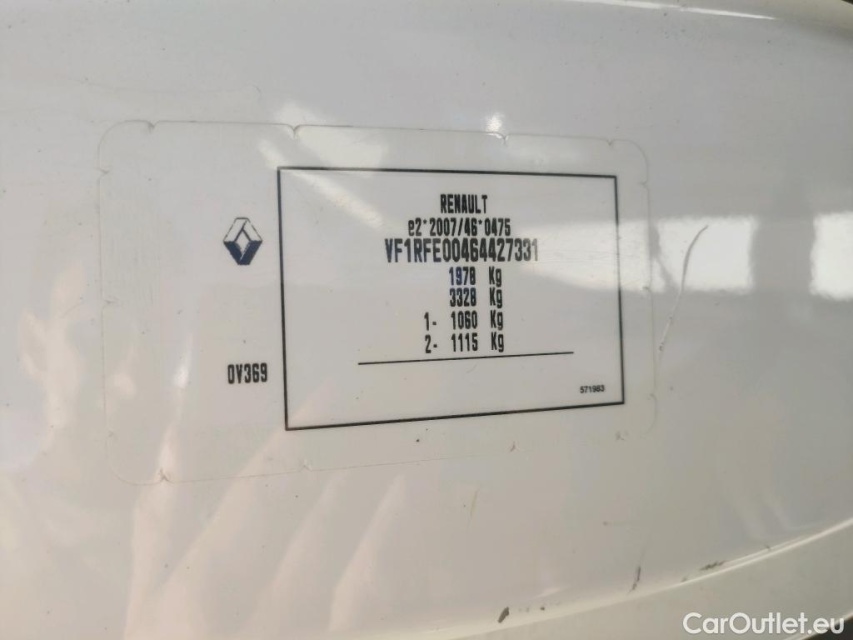 RENAULT
e2*2007/46*0475
VF1RFE00464427331
1978 Kg
3328 Kg
1- 1060 Kg
2- 1115 Kg
0V369
571983
CarOutlet.eu